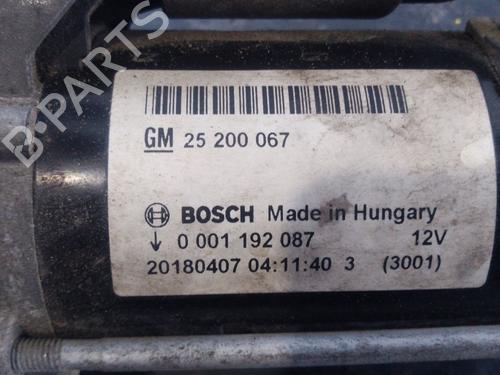 GM 25 200 067
BOSCH Made in Hungary
0 001 192 087 12V
20180407 04:11:40 3 (3001)
B-PARTS